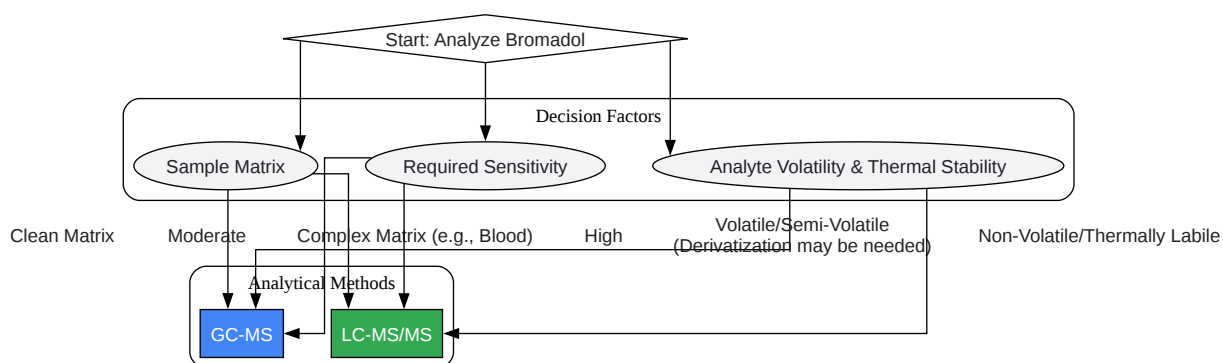 Start: Analyze Bromadol
Decision Factors
Sample Matrix
Required Sensitivity
Analyte Volatility & Thermal Stability
Clean Matrix
Moderate
Complex Matrix (e.g., Blood)
High
Volatile/Semi-Volatile
(Derivatization may be needed)
Non-Volatile/Thermally Labile
Analytical Methods
GC-MS
LC-MS/MS